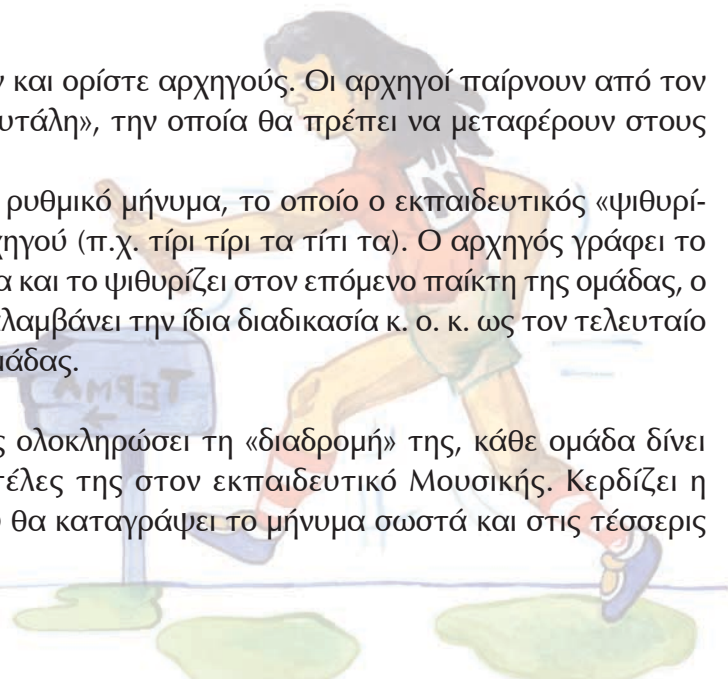 ν και ορίστε αρχηγούς. Οι αρχηγοί παίρνουν από τον
υτάλη», την οποία θα πρέπει να μεταφέρουν στους
ρυθμικό μήνυμα, το οποίο ο εκπαιδευτικός «ψιθυρί-
χηγού (π.χ. τίρι τίρι τα τίτι τα). Ο αρχηγός γράφει το
α και το ψιθυρίζει στον επόμενο παίκτη της ομάδας, ο
λαμβάνει την ίδια διαδικασία κ. ο. κ. ως τον τελευταίο
μάδας.
ΤΕΡΜΑ
ς ολοκληρώσει τη «διαδρομή» της, κάθε ομάδα δίνει
τέλες της στον εκπαιδευτικό Μουσικής. Κερδίζει η
θα καταγράψει το μήνυμα σωστά και στις τέσσερις